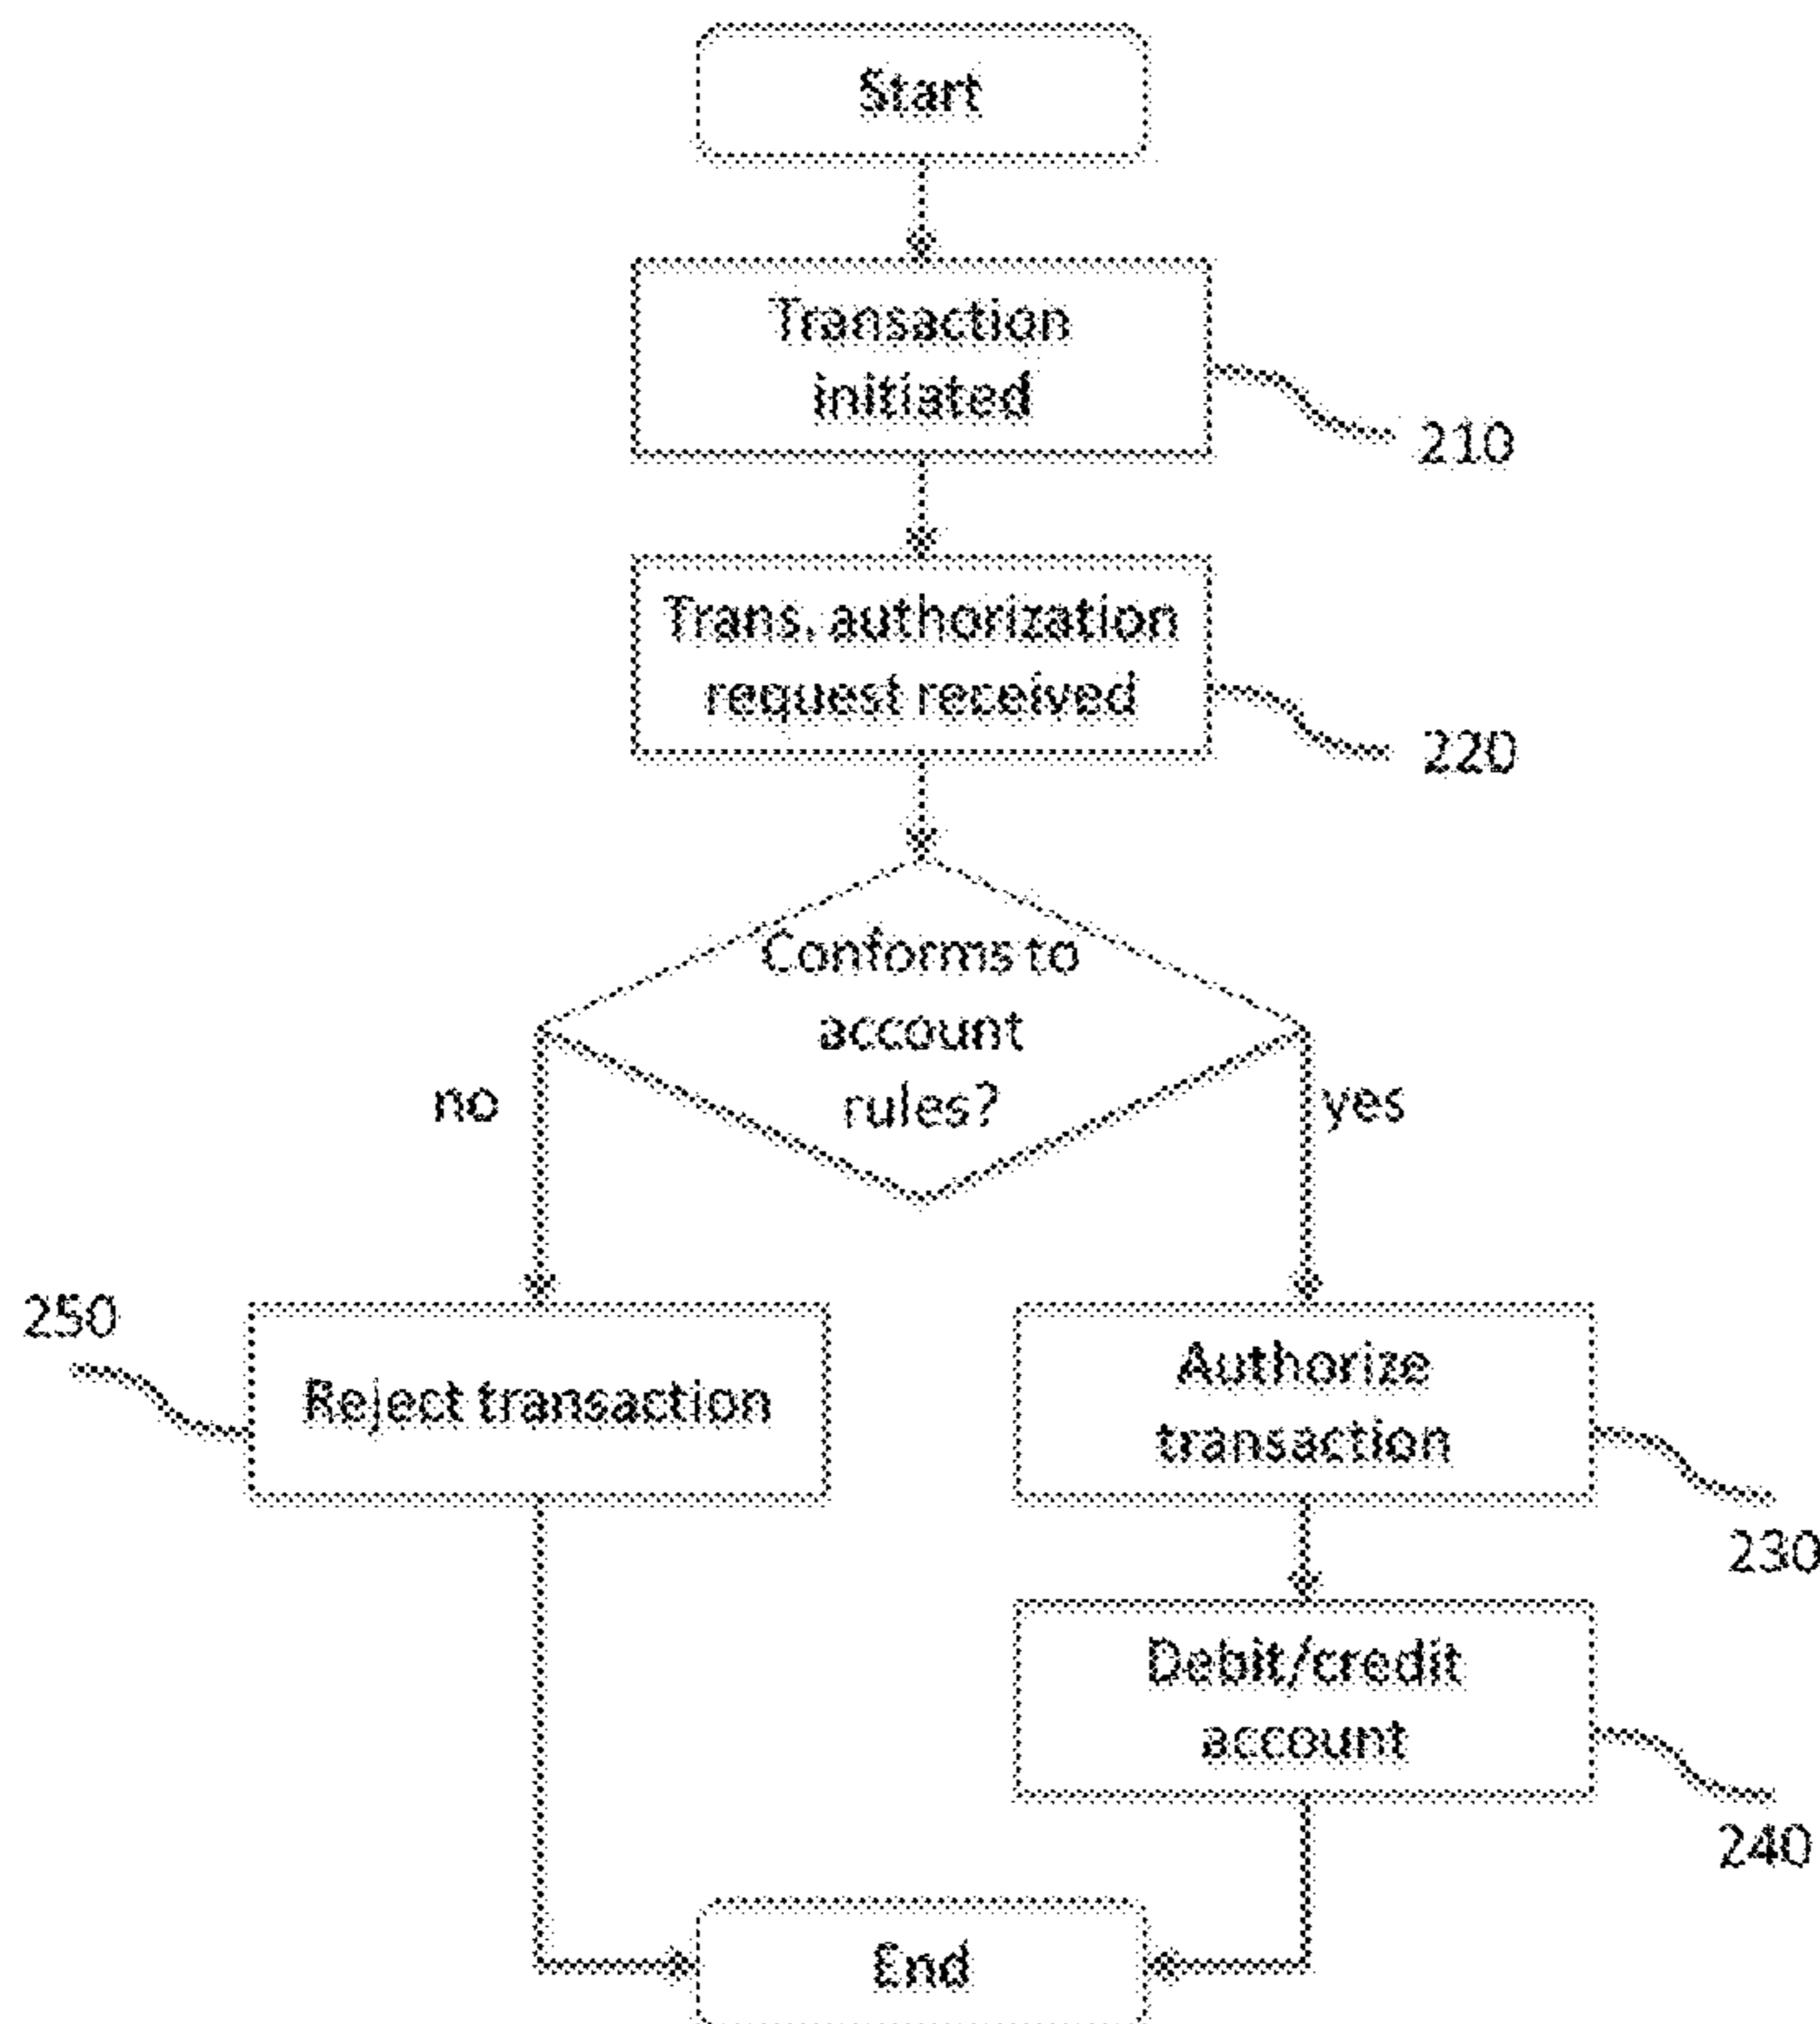 Start
Transaction
initiated
210
Trans. authorization
request received
220
Conforms to
account
rules?
no
yes
250
Reject transaction
Authorize
transaction
230
Debit/credit
account
240
End